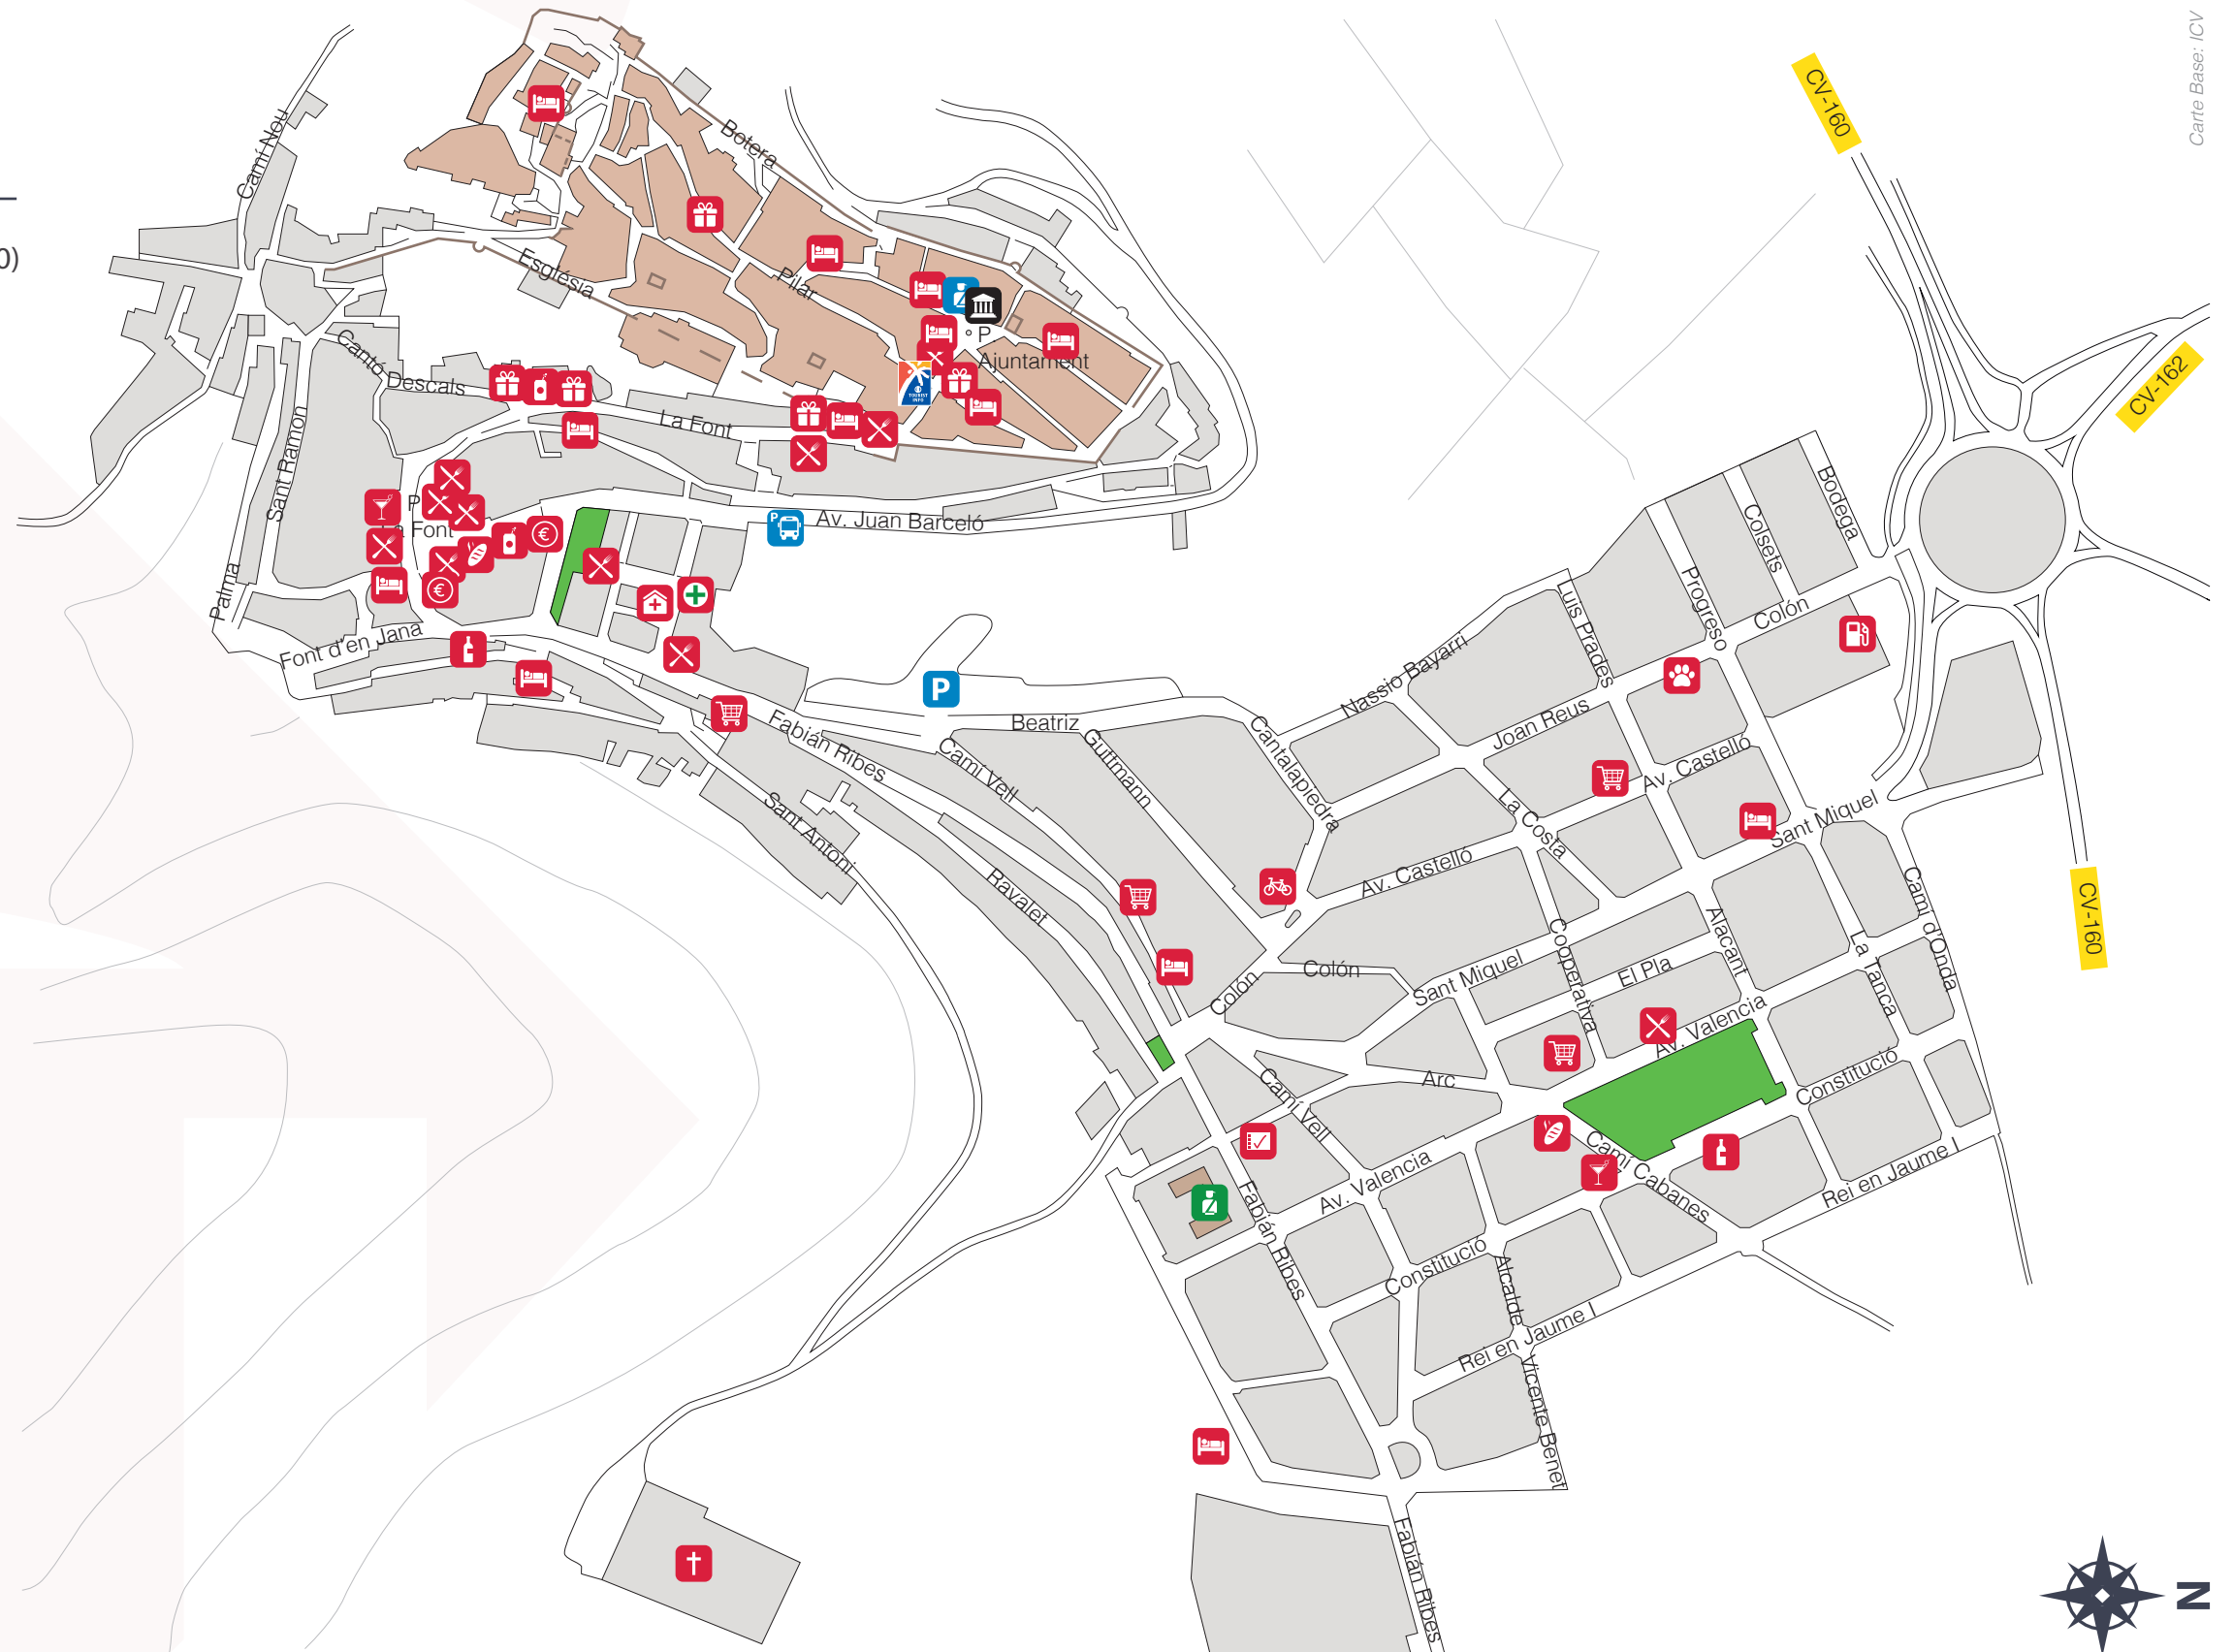 Carte Base: ICV
CV-160
0)
Camí Nou
Botera
Església
Pilar
P
Ajuntament
CV-162
Cantó
Descals
La Font
Sant Ramon
P
La Font
P
Av. Juan Barceló
Bodega
Colsets
Progreso
Colón
Luis Prades
Palma
Font d'en Jana
Nassio Bayarri
P
Joan Reus
Beatriz
Guttmann
Cantalapiedra
Fabián Ribes
Camí Vell
Av. Castelló
La Costa
Sant Miquel
Sant Antoni
Ravalet
Av. Castelló
Camí d'Onda
CV-160
Alacant
La Tanca
Cooperativa
El Pla
Colón
Colón
Sant Miquel
Av. Valencia
Constitució
Arc
Camí Vell
Camí Cabanes
Av. Valencia
Rei en Jaume I
Fabián Ribes
Constitució
Alcalde
Rei en Jaume I
Vicente Benet
Fabián Ribes
N